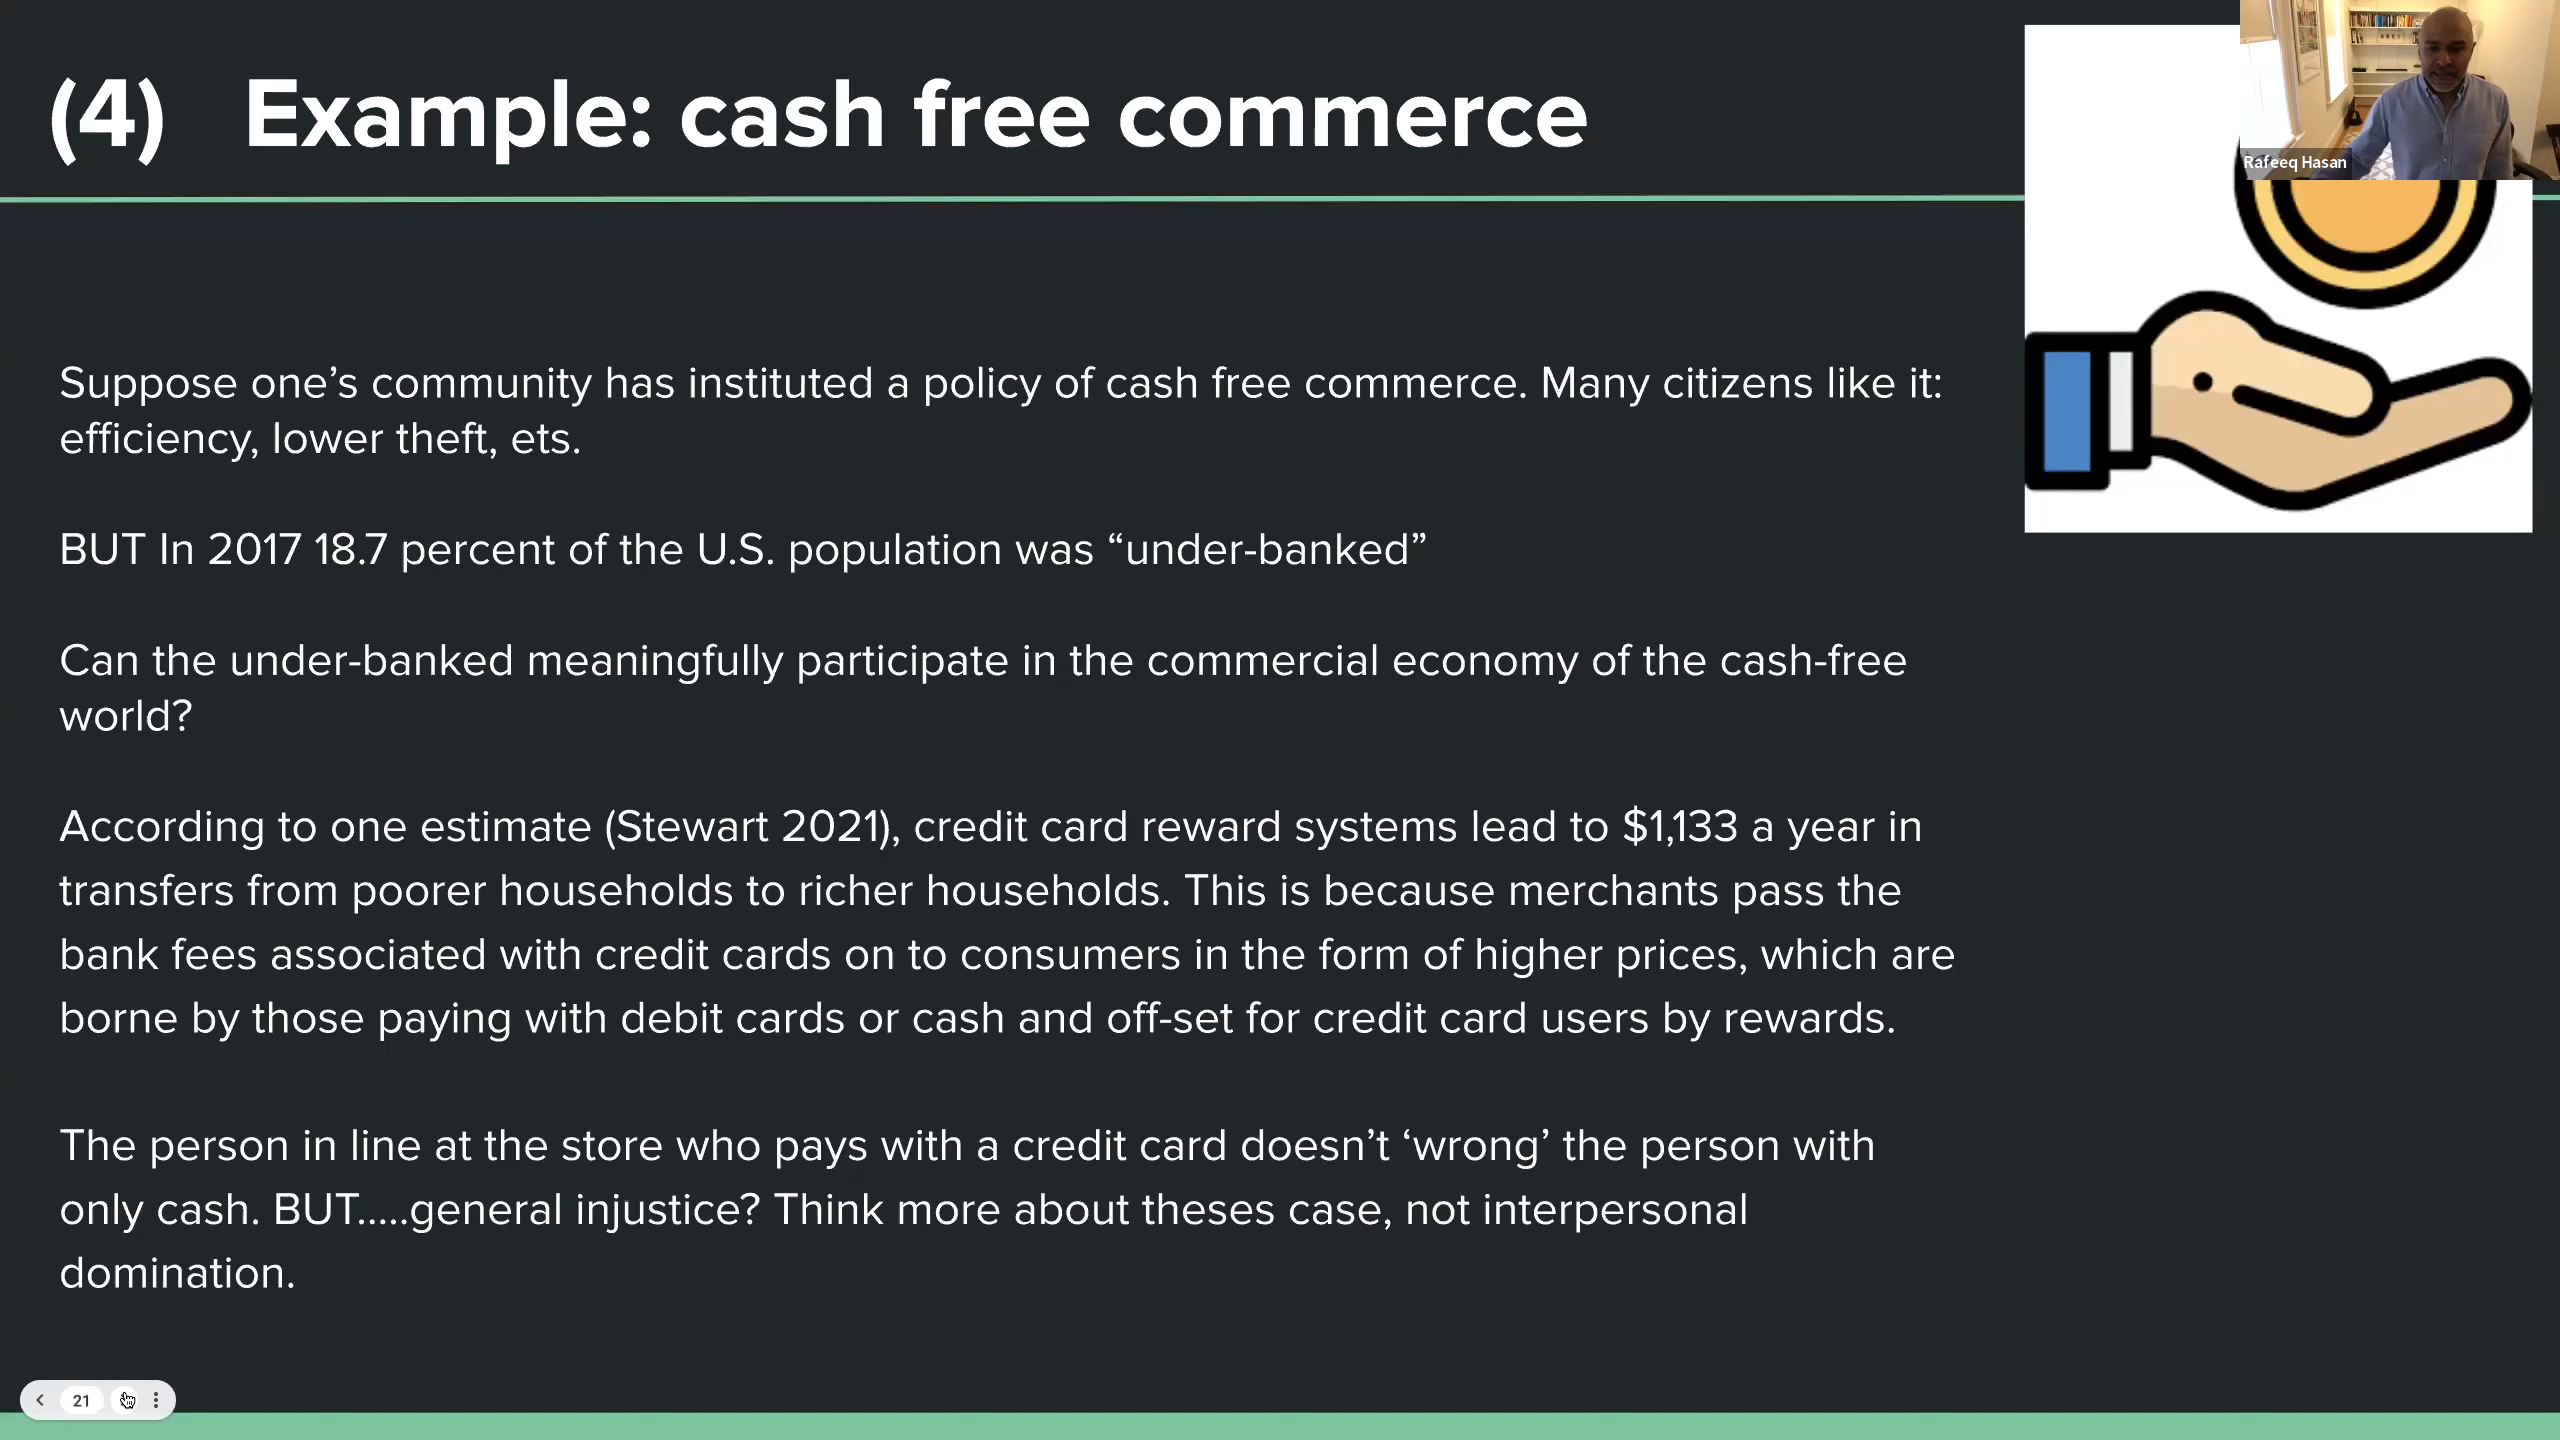 (4) Example: cash free commerce
Rafeeq Hasan
Suppose one’s community has instituted a policy of cash free commerce. Many citizens like it:
efficiency, lower theft, ets.
BUT In 2017 18.7 percent of the U.S. population was “under-banked”
Can the under-banked meaningfully participate in the commercial economy of the cash-free
world?
According to one estimate (Stewart 2021), credit card reward systems lead to $1,133 a year in
transfers from poorer households to richer households. This is because merchants pass the
bank fees associated with credit cards on to consumers in the form of higher prices, which are
borne by those paying with debit cards or cash and off-set for credit card users by rewards.
The person in line at the store who pays with a credit card doesn’t ‘wrong’ the person with
only cash. BUT.....general injustice? Think more about theses case, not interpersonal
domination.
21